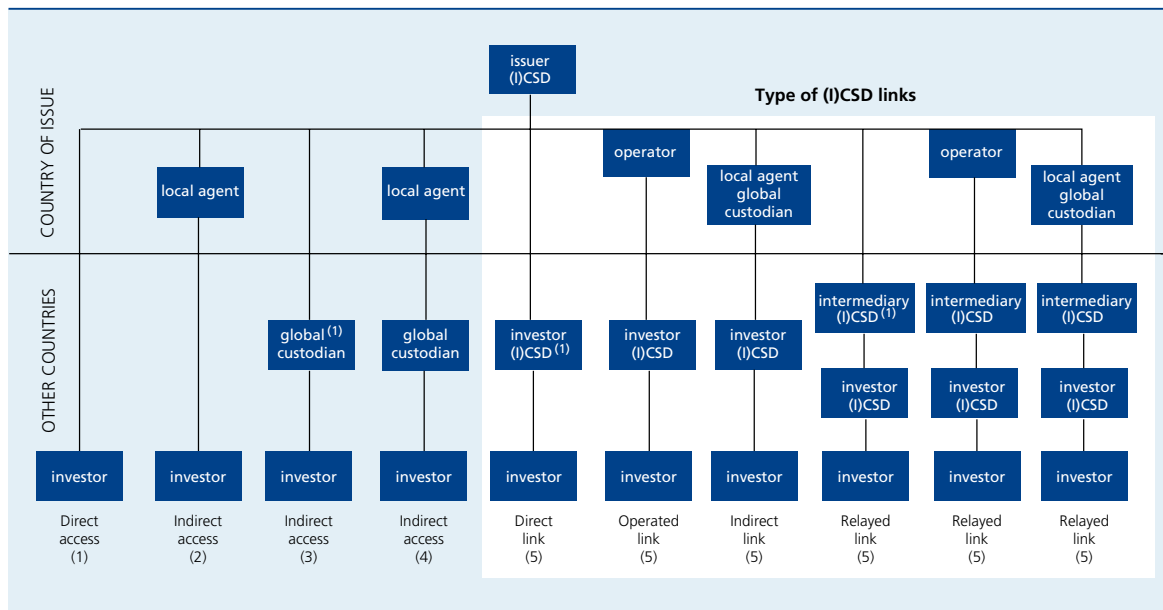 issuer
(I)CSD
Type of (I)CSD links
COUNTRY OF ISSUE
operator
operator
local agent
local agent
local agent
global
custodian
local agent
global
custodian
OTHER COUNTRIES
intermediary
(I)CSD (1)
intermediary
(I)CSD
intermediary
(I)CSD
global (1)
custodian
global
custodian
investor
(I)CSD (1)
investor
(I)CSD
investor
(I)CSD
investor
(I)CSD
investor
(I)CSD
investor
(I)CSD
investor
investor
investor
investor
investor
investor
investor
investor
investor
investor
Direct
access
(1)
Indirect
access
(2)
Indirect
access
(3)
Indirect
access
(4)
Direct
link
(5)
Operated
link
(5)
Indirect
link
(5)
Relayed
link
(5)
Relayed
link
(5)
Relayed
link
(5)